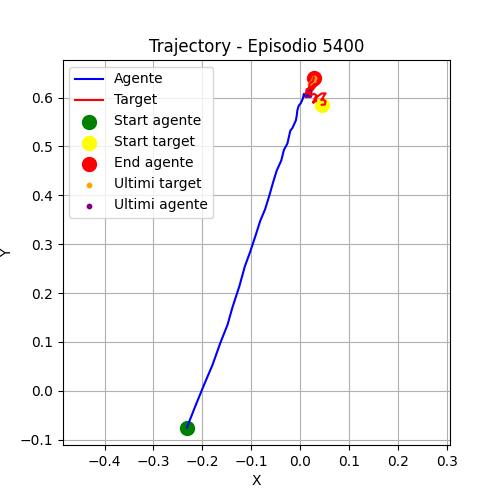 Trajectory - Episodio 5400
Agente
Target
Start agente
Start target
End agente
Ultimi target
Ultimi agente
0.6
0.5
0.4
0.3
0.2
0.1
0.0
−0.1
Y
−0.4 −0.3 −0.2 −0.1 0.0 0.1 0.2 0.3
X